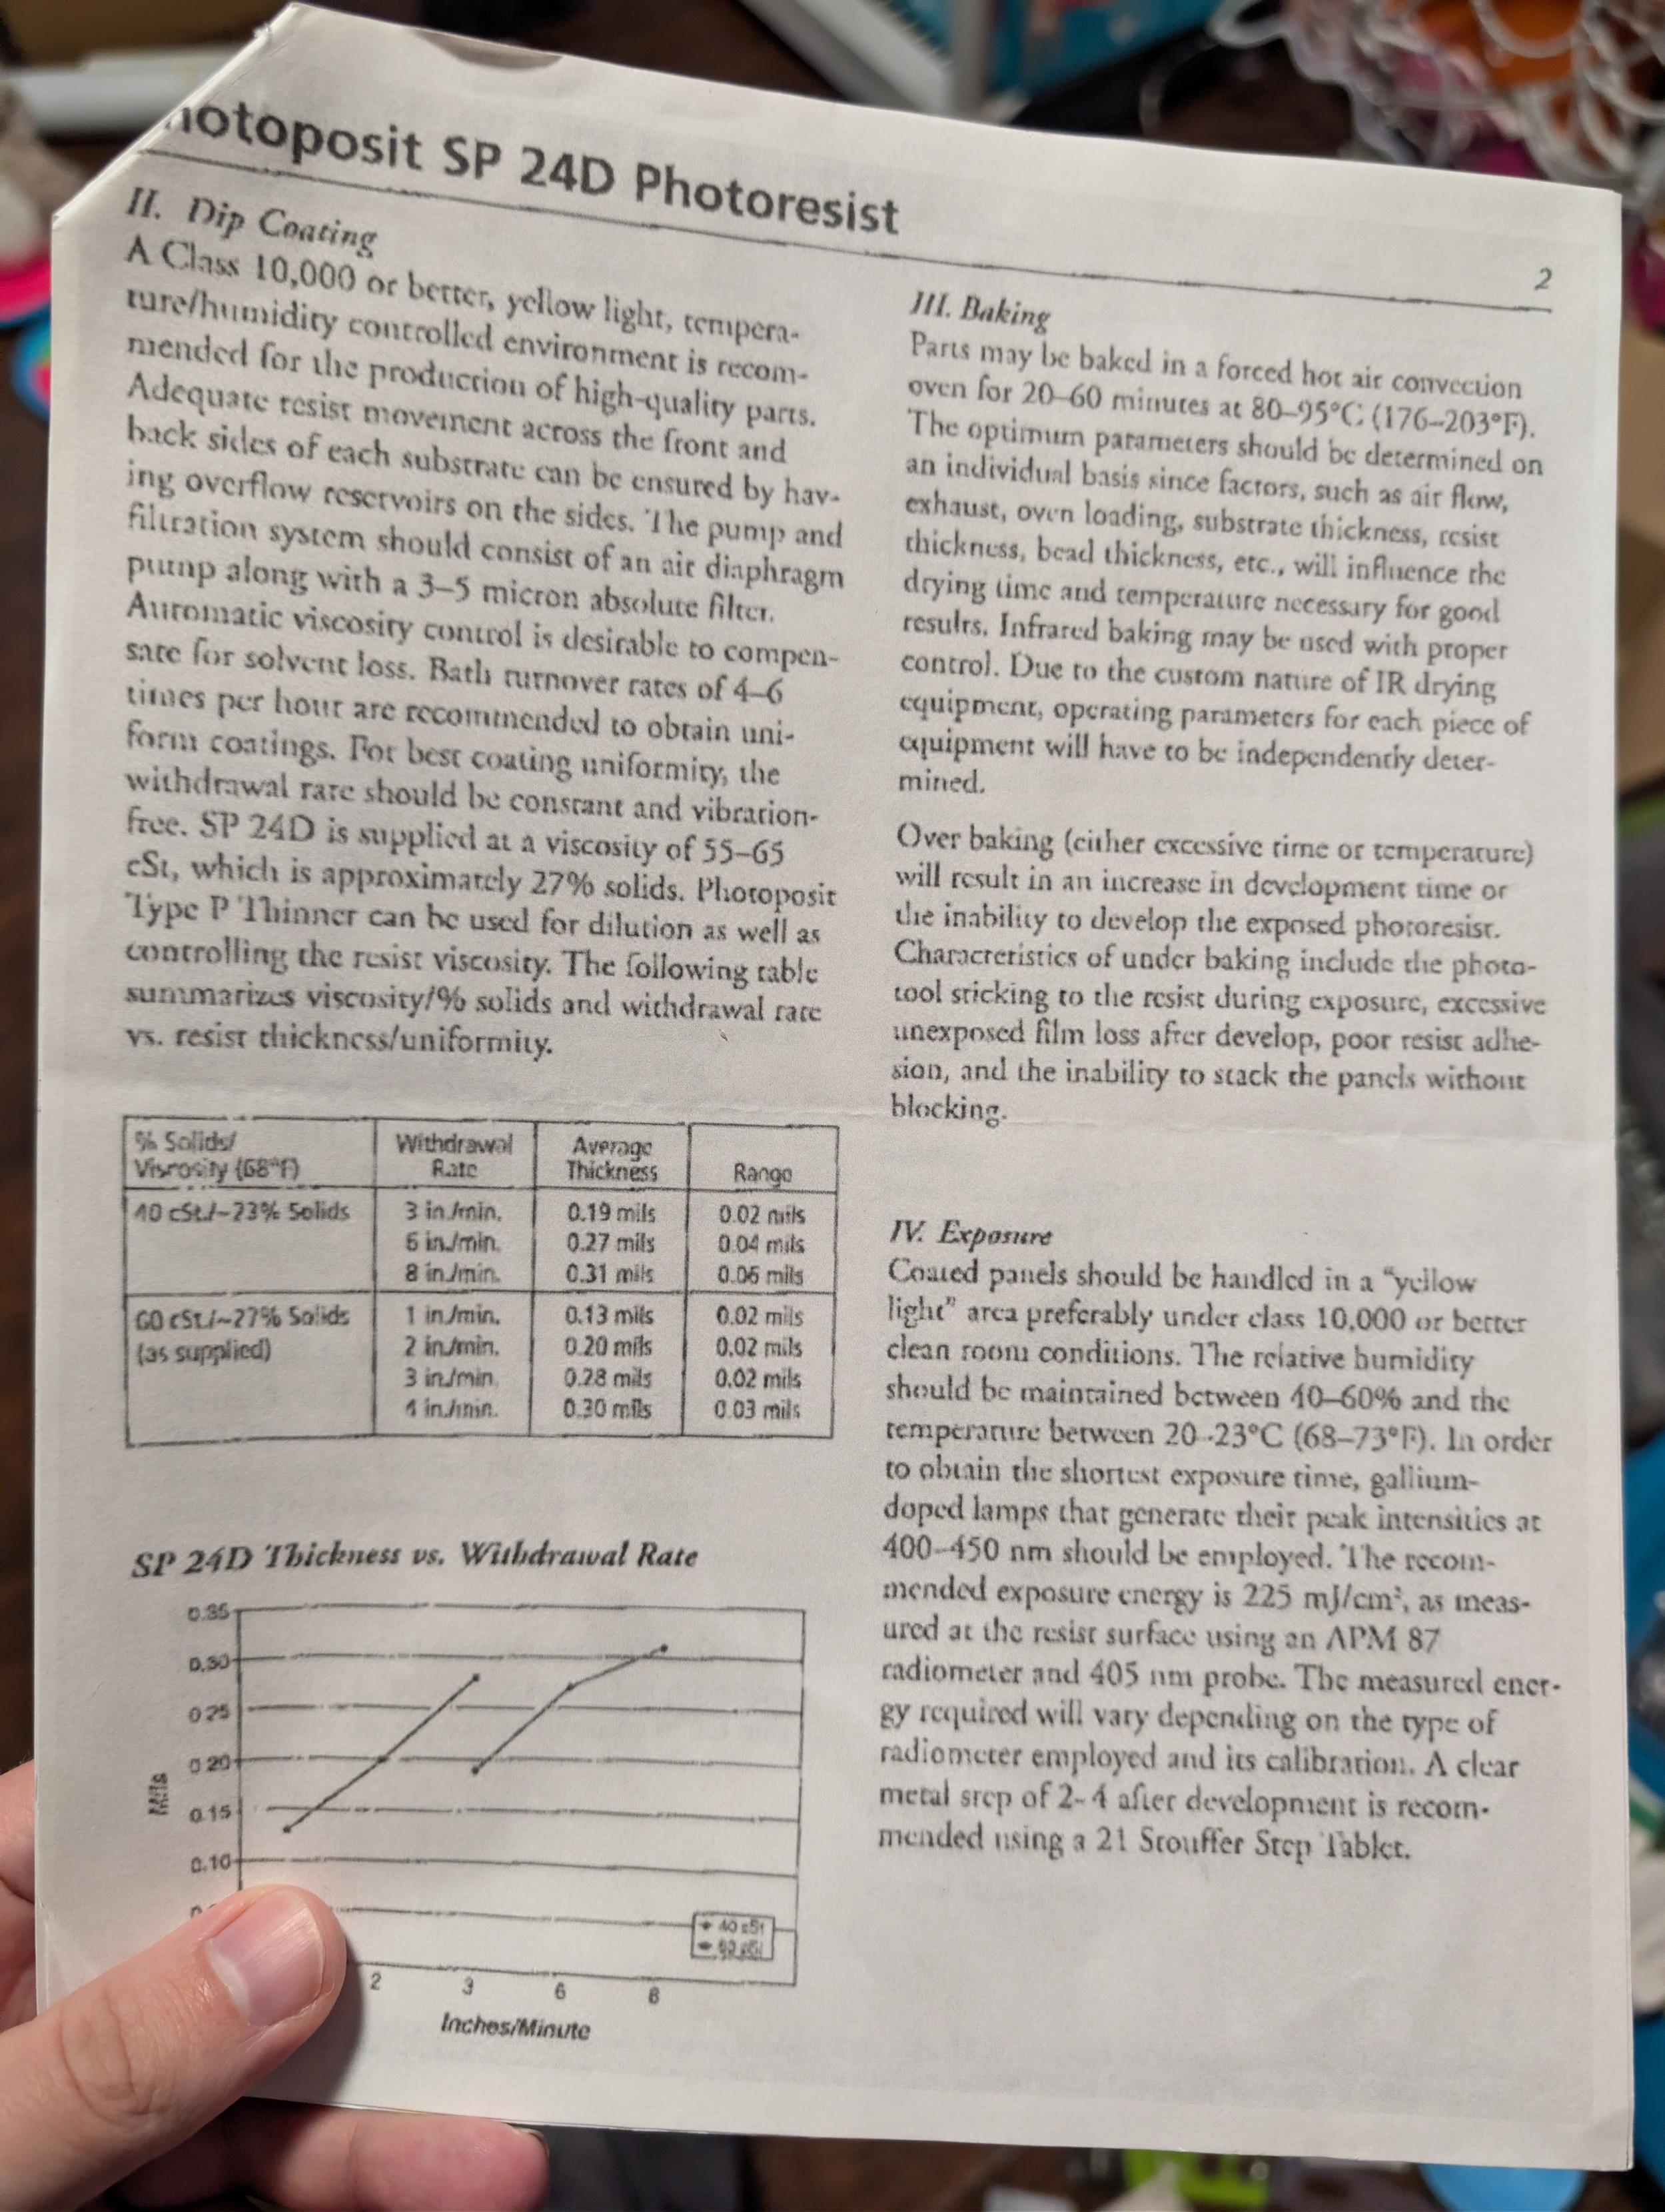 otoposit SP 24D Photoresist
2
II. Dip Coating
A Class 10,000 or better, yellow light, tempera-
ture/humidity controlled environment is recom-
mended for the production of high-quality parts.
Adequate resist movement across the front and
back sides of each substrate can be ensured by hav-
ing overflow reservoirs on the sides. The pump and
filtration system should consist of an air diaphragm
pump along with a 3–5 micron absolute filter.
Automatic viscosity control is desirable to compen-
sate for solvent loss. Bath turnover rates of 4–6
times per hour are recommended to obtain uni-
form coatings. For best coating uniformity, the
withdrawal rate should be constant and vibration-
free. SP 24D is supplied at a viscosity of 55–65
cSt, which is approximately 27% solids. Photoposit
Type P Thinner can be used for dilution as well as
controlling the resist viscosity. The following table
summarizes viscosity/% solids and withdrawal rate
vs. resist thickness/uniformity.
% Solids/ Withdrawal Average
Viscosity (68°F) Rate Thickness Range
40 cSt./~23% Solids 3 in./min. 0.19 mils 0.02 mils
6 in./min. 0.27 mils 0.04 mils
8 in./min. 0.31 mils 0.06 mils
60 cSt./~27% Solids 1 in./min. 0.13 mils 0.02 mils
(as supplied) 2 in./min. 0.20 mils 0.02 mils
3 in./min. 0.28 mils 0.02 mils
4 in./min. 0.30 mils 0.03 mils
SP 24D Thickness vs. Withdrawal Rate
0.35
0.30
0.25
0.20
0.15
0.10
Mils
40 cSt
60 cSt
2 3 6 8
Inches/Minute
III. Baking
Parts may be baked in a forced hot air convection
oven for 20–60 minutes at 80–95°C (176–203°F).
The optimum parameters should be determined on
an individual basis since factors, such as air flow,
exhaust, oven loading, substrate thickness, resist
thickness, bead thickness, etc., will influence the
drying time and temperature necessary for good
results. Infrared baking may be used with proper
control. Due to the custom nature of IR drying
equipment, operating parameters for each piece of
equipment will have to be independently deter-
mined.
Over baking (either excessive time or temperature)
will result in an increase in development time or
the inability to develop the exposed photoresist.
Characteristics of under baking include the photo-
tool sticking to the resist during exposure, excessive
unexposed film loss after develop, poor resist adhe-
sion, and the inability to stack the panels without
blocking.
IV. Exposure
Coated panels should be handled in a "yellow
light" area preferably under class 10,000 or better
clean room conditions. The relative humidity
should be maintained between 40–60% and the
temperature between 20–23°C (68–73°F). In order
to obtain the shortest exposure time, gallium-
doped lamps that generate their peak intensities at
400–450 nm should be employed. The recom-
mended exposure energy is 225 mJ/cm², as meas-
ured at the resist surface using an APM 87
radiometer and 405 nm probe. The measured ener-
gy required will vary depending on the type of
radiometer employed and its calibration. A clear
metal step of 2–4 after development is recom-
mended using a 21 Stouffer Step Tablet.